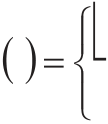 ( ) = {